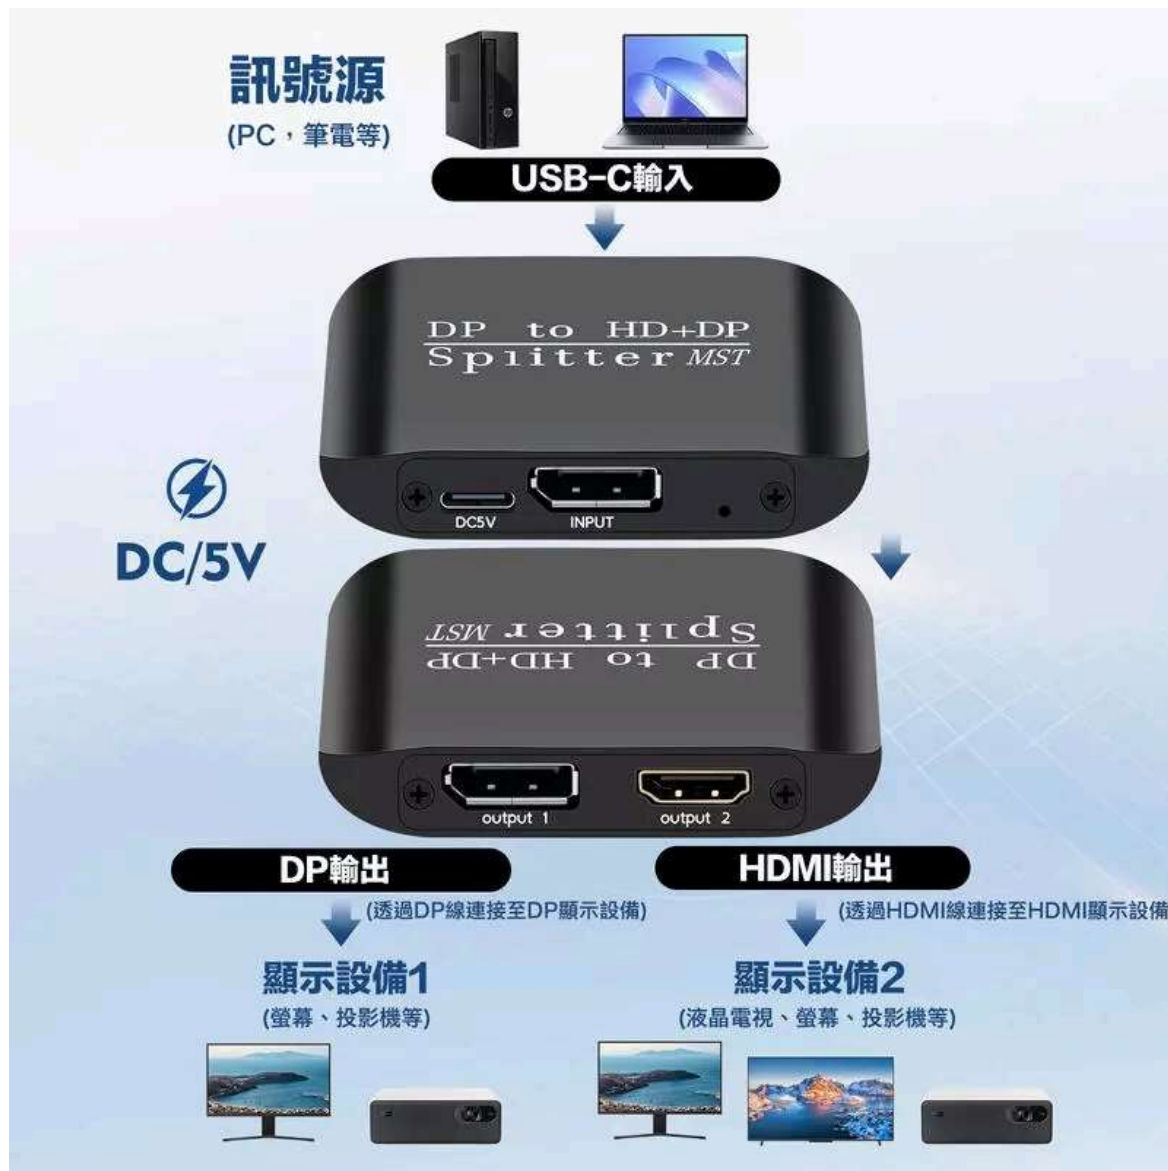 訊號源
(PC，筆電等)
USB-C輸入
DP to HD+DP
Splitter MST
DC5V
INPUT
DC/5V
Splitter MST
DP to HD+DP
output 1
output 2
DP輸出
HDMI輸出
(透過DP線連接至DP顯示設備)
(透過HDMI線連接至HDMI顯示設備
顯示設備1
顯示設備2
(螢幕、投影機等)
(液晶電視、螢幕、投影機等)